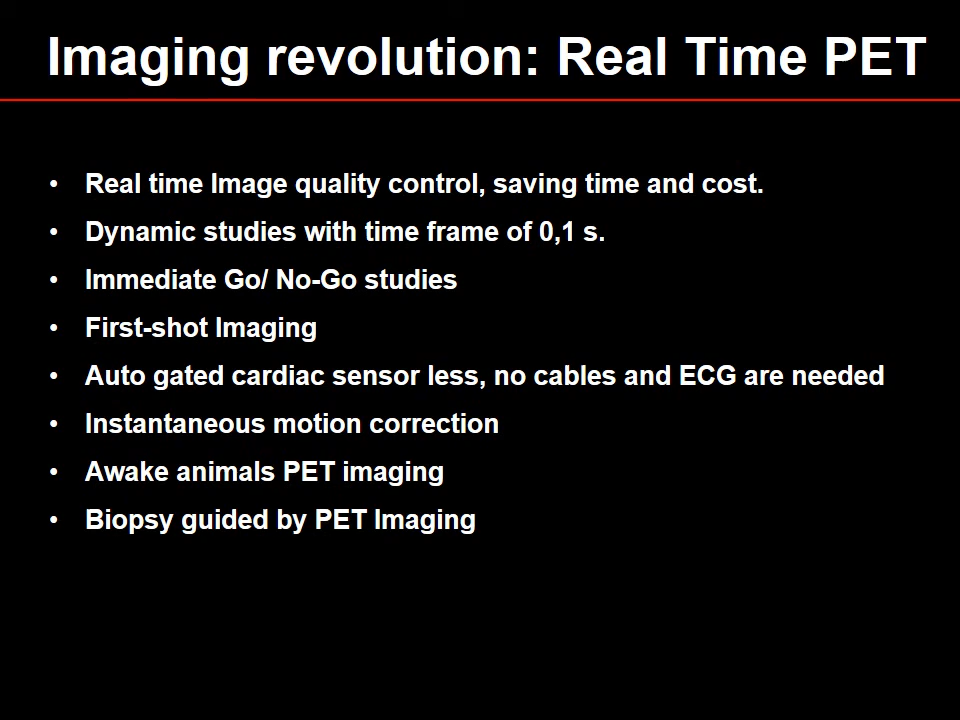 Imaging revolution: Real Time PET
• Real time Image quality control, saving time and cost.
• Dynamic studies with time frame of 0,1 s.
• Immediate Go/ No-Go studies
• First-shot Imaging
• Auto gated cardiac sensor less, no cables and ECG are needed
• Instantaneous motion correction
• Awake animals PET imaging
• Biopsy guided by PET Imaging